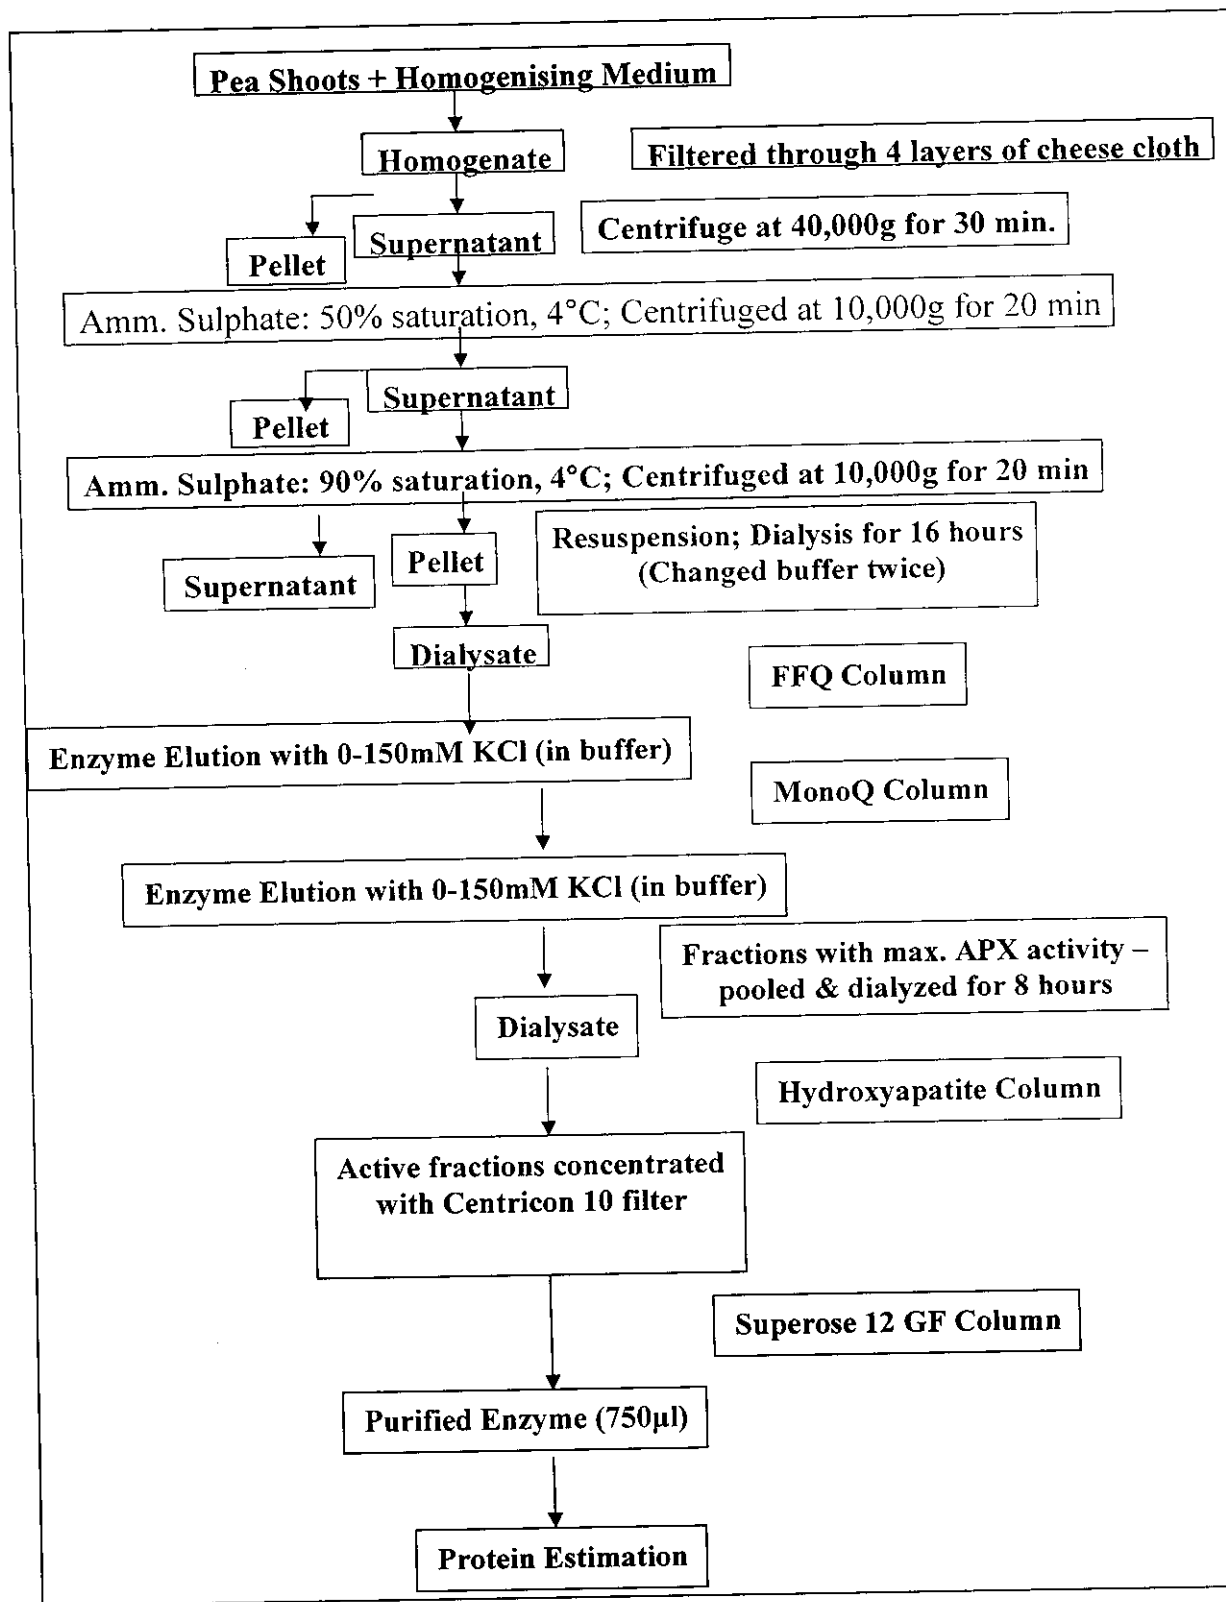 Pea Shoots + Homogenising Medium
Homogenate
Filtered through 4 layers of cheese cloth
Centrifuge at 40,000g for 30 min.
Supernatant
Pellet
Amm. Sulphate: 50% saturation, 4°C; Centrifuged at 10,000g for 20 min
Supernatant
Pellet
Amm. Sulphate: 90% saturation, 4°C; Centrifuged at 10,000g for 20 min
Resuspension; Dialysis for 16 hours
(Changed buffer twice)
Pellet
Supernatant
Dialysate
FFQ Column
Enzyme Elution with 0-150mM KCl (in buffer)
MonoQ Column
Enzyme Elution with 0-150mM KCl (in buffer)
Fractions with max. APX activity –
pooled & dialyzed for 8 hours
Dialysate
Hydroxyapatite Column
Active fractions concentrated
with Centricon 10 filter
Superose 12 GF Column
Purified Enzyme (750µl)
Protein Estimation